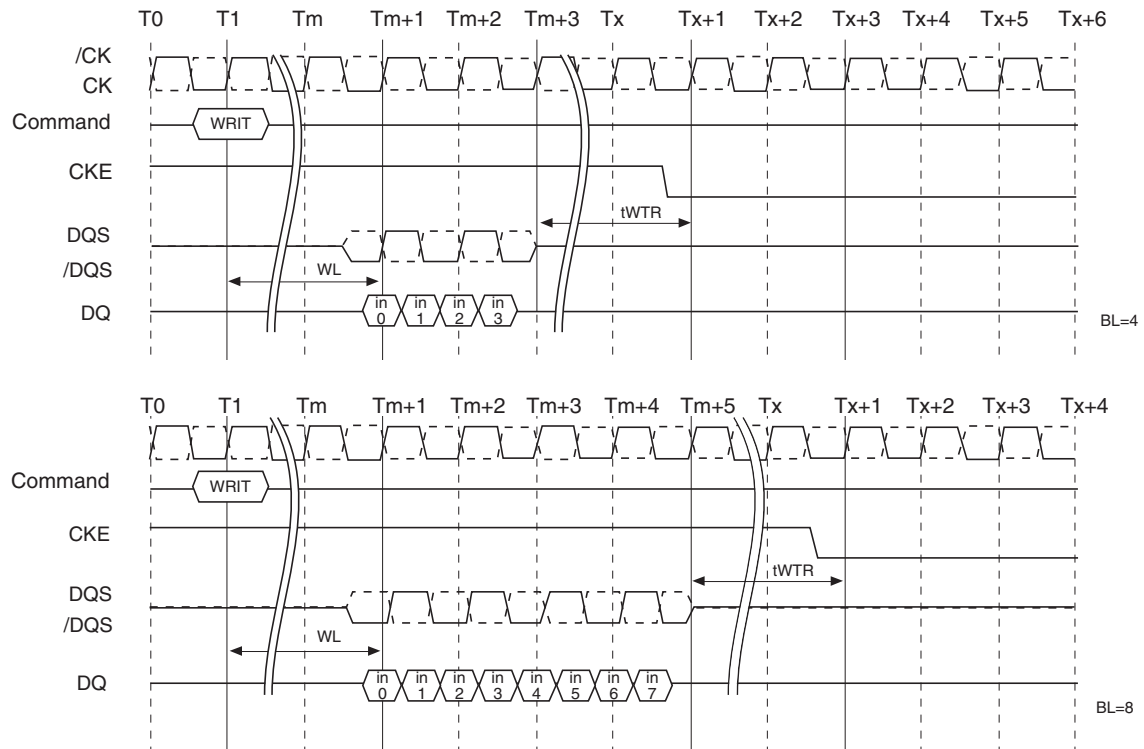 T0 T1 Tm Tm+1 Tm+2 Tm+3 Tx Tx+1 Tx+2 Tx+3 Tx+4 Tx+5 Tx+6
/CK
CK
Command WRIT
CKE
tWTR
DQS
/DQS
WL
DQ in 0 in 1 in 2 in 3
BL=4
T0 T1 Tm Tm+1 Tm+2 Tm+3 Tm+4 Tm+5 Tx Tx+1 Tx+2 Tx+3 Tx+4
Command WRIT
CKE
tWTR
DQS
/DQS
WL
DQ in 0 in 1 in 2 in 3 in 4 in 5 in 6 in 7
BL=8